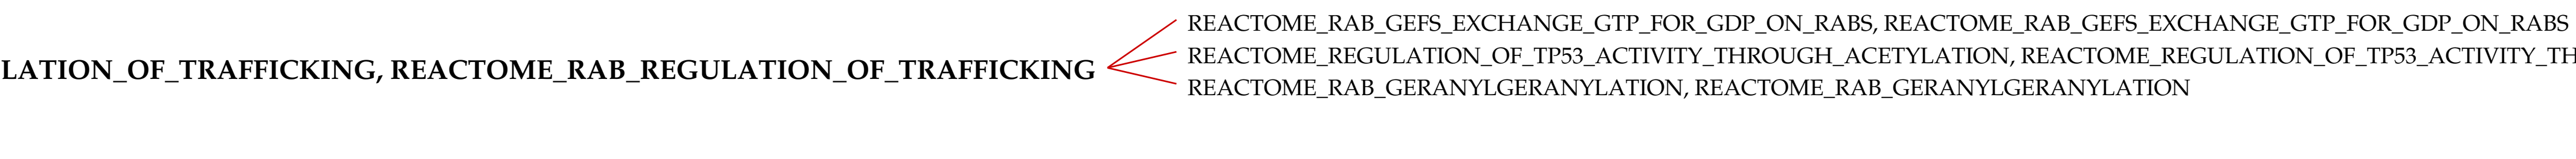 REACTOME_RAB_GEFS_EXCHANGE_GTP_FOR_GDP_ON_RABS, REACTOME_RAB_GEFS_EXCHANGE_GTP_FOR_GDP_ON_RABS
REACTOME_REGULATION_OF_TP53_ACTIVITY_THROUGH_ACETYLATION, REACTOME_REGULATION_OF_TP53_ACTIVITY_TH
LATION_OF_TRAFFICKING, REACTOME_RAB_REGULATION_OF_TRAFFICKING
REACTOME_RAB_GERANYLGERANYLATION, REACTOME_RAB_GERANYLGERANYLATION